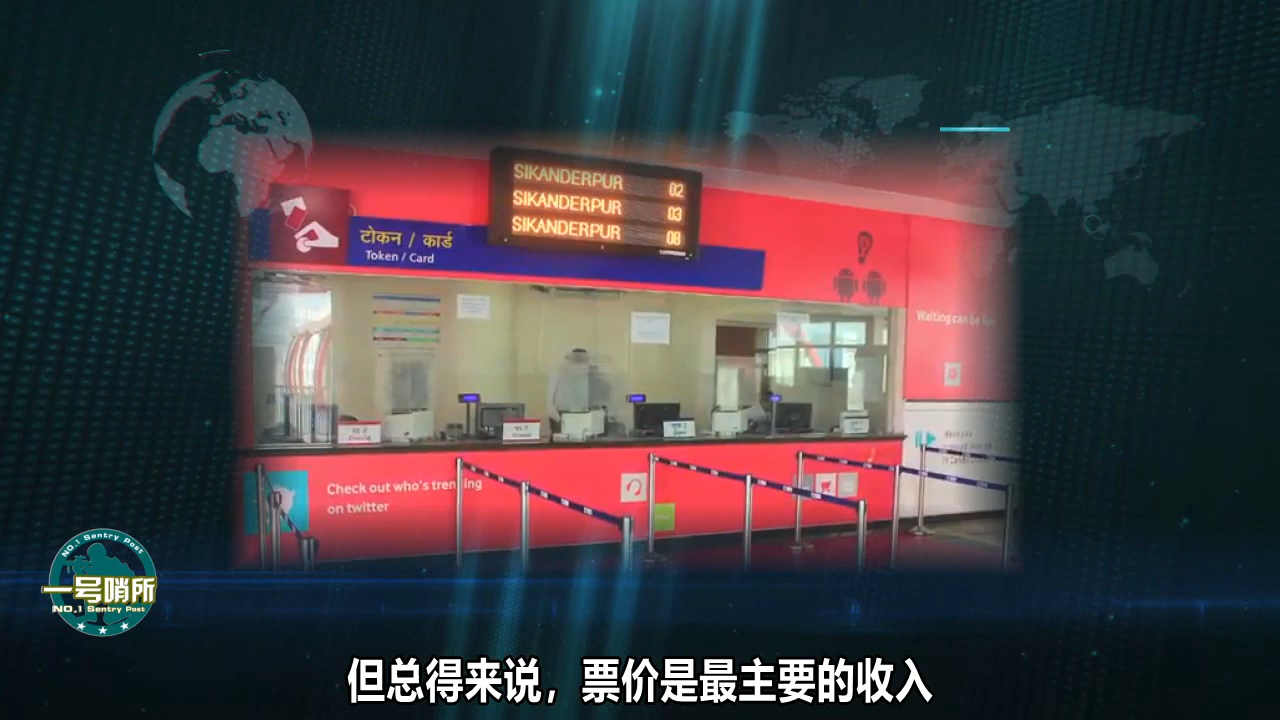 SIKANDERPUR 02
SIKANDERPUR 03
SIKANDERPUR 08
टोकन / कार्ड
Token / Card
Waiting can be fun
Check out who's trending
on twitter
NO.1 Sentry Post
一号哨所
NO.1 Sentry Post
但总得来说，票价是最主要的收入